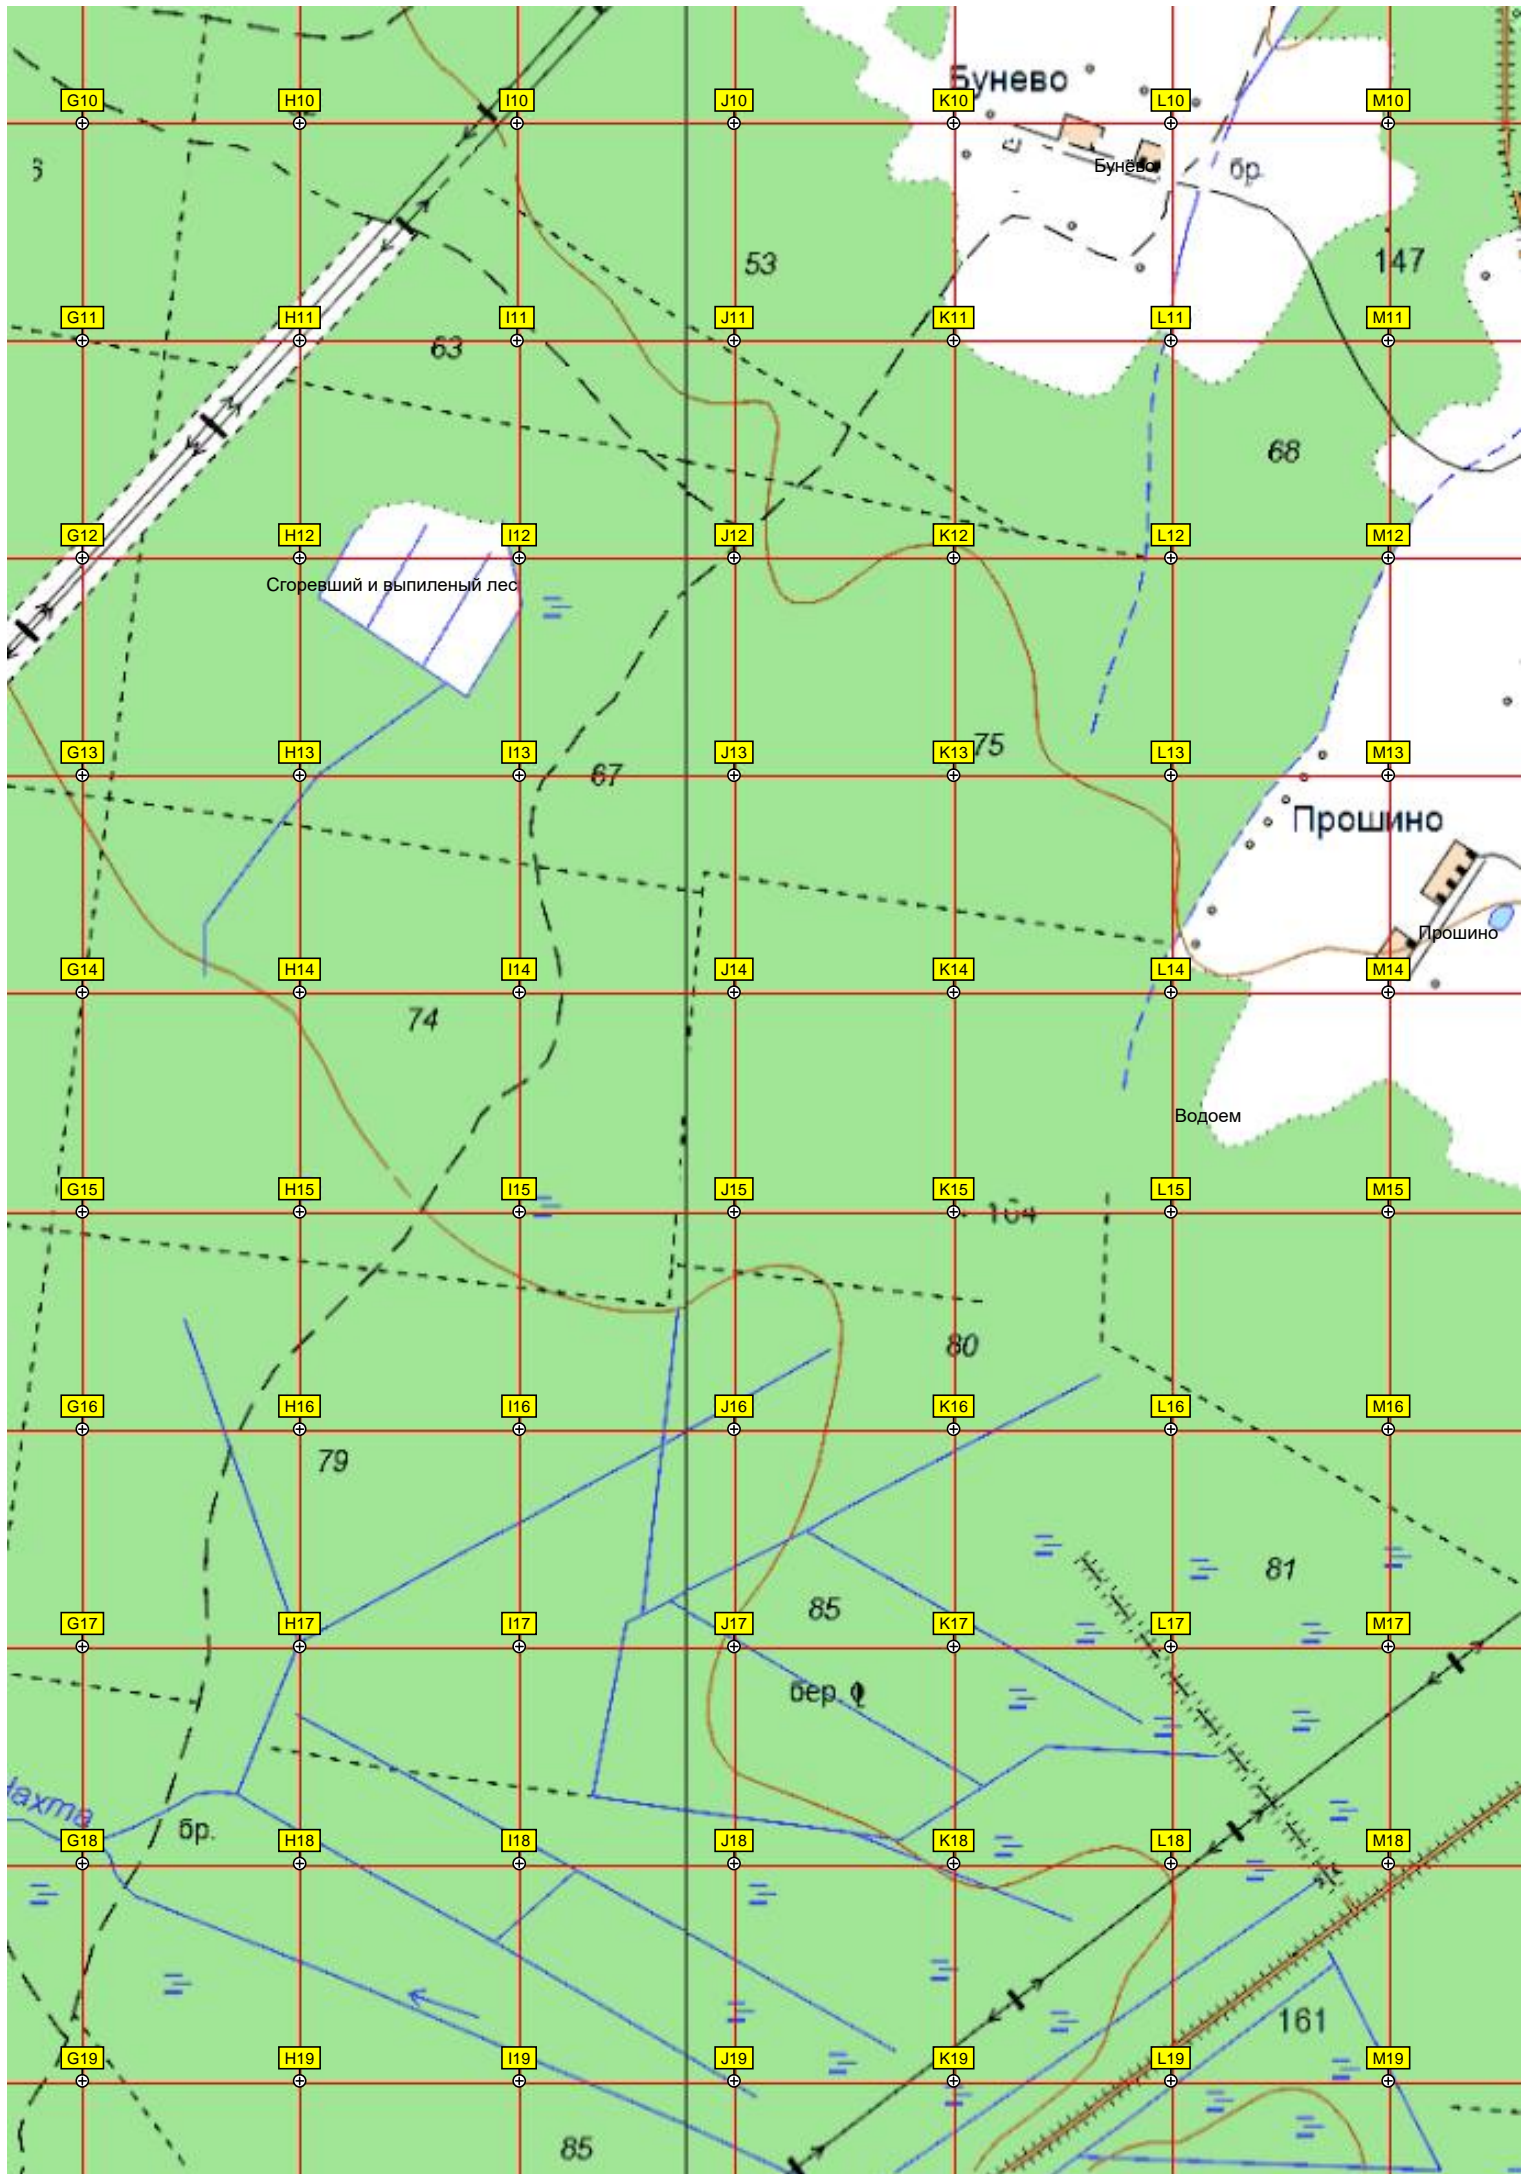 Бунево
G10 H10 I10 J10 K10 L10 M10
Бунёво
бр.
53
147
G11 H11 I11 J11 K11 L11 M11
63
68
G12 H12 I12 J12 K12 L12 M12
Сгоревший и выпиленый лес
75
G13 H13 I13 J13 K13 L13 M13
67
Прошино
Прошино
G14 H14 I14 J14 K14 L14 M14
74
Водоем
G15 H15 I15 J15 K15 L15 M15
164
80
G16 H16 I16 J16 K16 L16 M16
79
81
85
G17 H17 I17 J17 K17 L17 M17
бер.
бр.
G18 H18 I18 J18 K18 L18 M18
161
G19 H19 I19 J19 K19 L19 M19
85